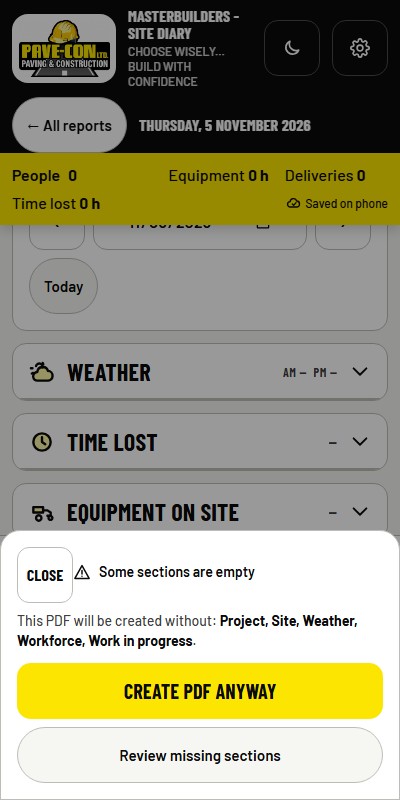 PAVE-CON LTD.
PAVING & CONSTRUCTION
MASTERBUILDERS -
SITE DIARY
CHOOSE WISELY...
BUILD WITH
CONFIDENCE
← All reports
THURSDAY, 5 NOVEMBER 2026
People 0
Equipment 0 h
Deliveries 0
Time lost 0 h
Saved on phone
Today
WEATHER
AM – PM –
TIME LOST
–
EQUIPMENT ON SITE
–
CLOSE
Some sections are empty
This PDF will be created without: Project, Site, Weather,
Workforce, Work in progress.
CREATE PDF ANYWAY
Review missing sections